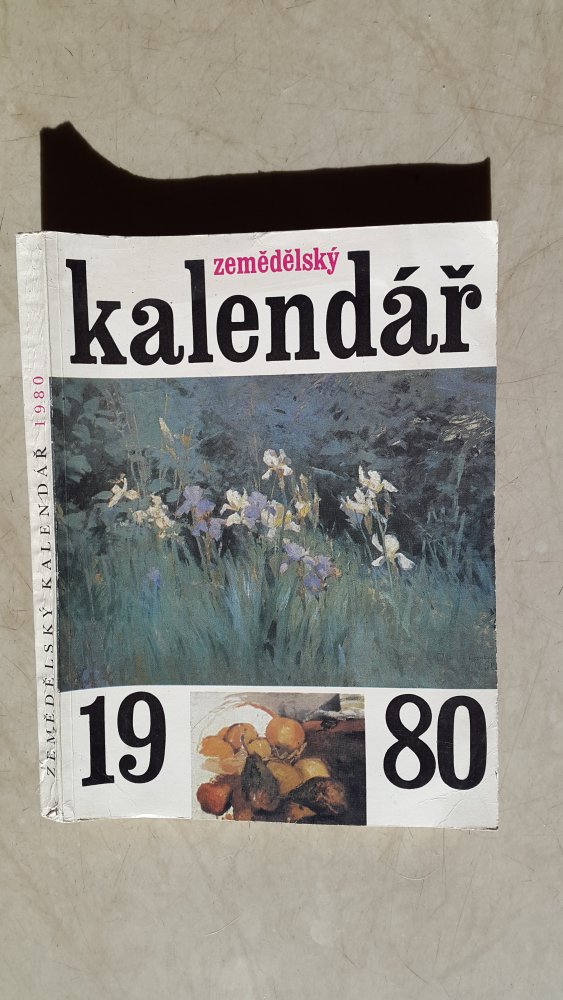 zemědělský
kalendář
19 80
ZEMĚDĚLSKÝ KALENDÁŘ 1980